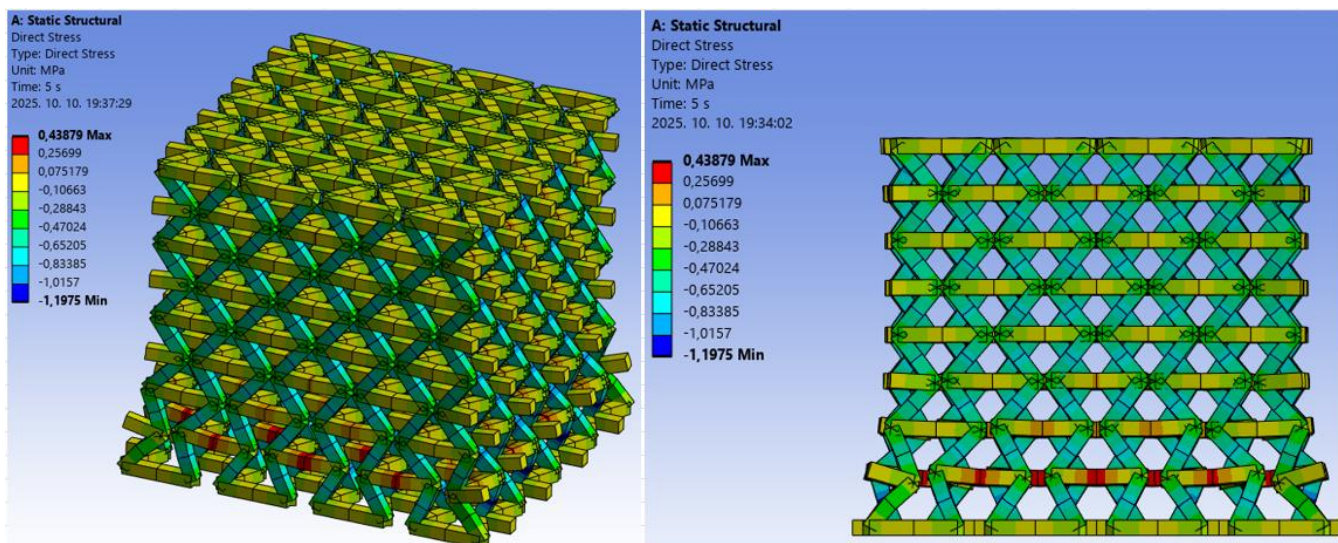 A: Static Structural
Direct Stress
Type: Direct Stress
Unit: MPa
Time: 5 s
2025. 10. 10. 19:37:29
0,43879 Max
0,25699
0,075179
-0,10663
-0,28843
-0,47024
-0,65205
-0,83385
-1,0157
-1,1975 Min
A: Static Structural
Direct Stress
Type: Direct Stress
Unit: MPa
Time: 5 s
2025. 10. 10. 19:34:02
0,43879 Max
0,25699
0,075179
-0,10663
-0,28843
-0,47024
-0,65205
-0,83385
-1,0157
-1,1975 Min